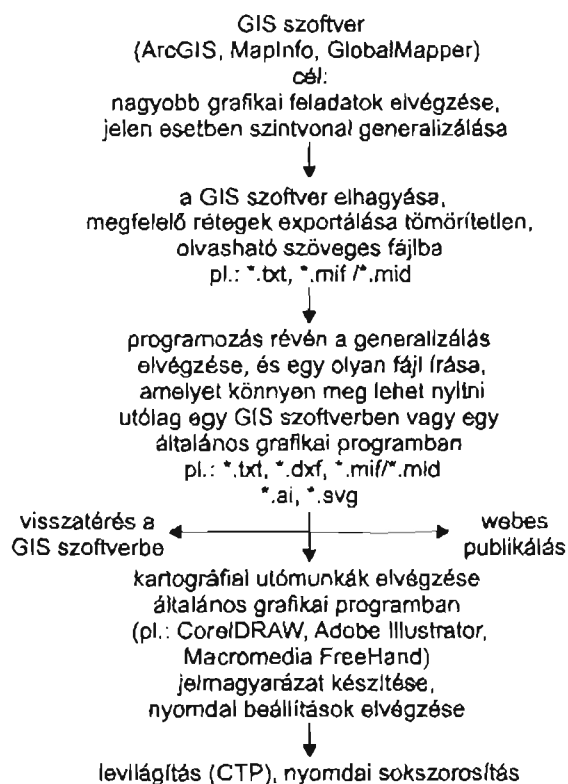 GIS szoftver
(ArcGIS, MapInfo, GlobalMapper)
cél:
nagyobb grafikai feladatok elvégzése,
jelen esetben szintvonal generalizálása
a GIS szoftver elhagyása,
megfelelő rétegek exportálása tömörítetlen,
olvasható szöveges fájlba
pl.: *.txt, *.mif /*.mid
programozás révén a generalizálás
elvégzése, és egy olyan fájl írása,
amelyet könnyen meg lehet nyitni
utólag egy GIS szoftverben vagy egy
általános grafikai programban
pl.: *.txt, *.dxf, *.mif/*.mid
*.ai, *.svg
visszatérés a
GIS szoftverbe
webes
publikálás
kartográfiai utómunkák elvégzése
általános grafikai programban
(pl.: CorelDRAW, Adobe Illustrator,
Macromedia FreeHand)
jelmagyarázat készítése,
nyomdai beállítások elvégzése
levilágítás (CTP), nyomdai sokszorosítás